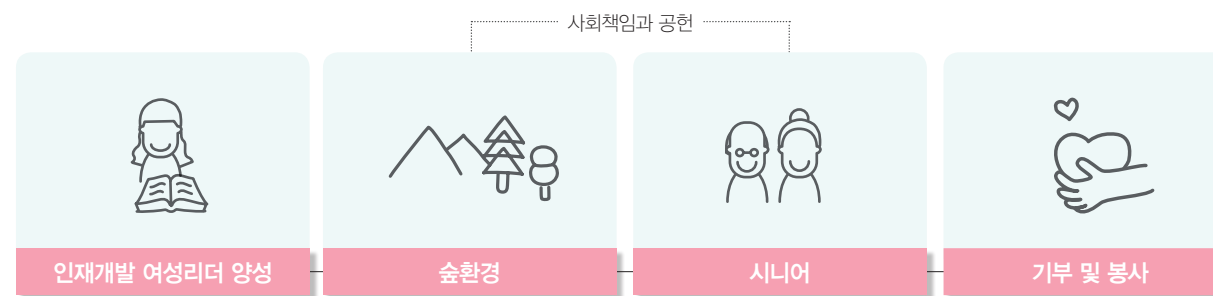 사회책임과 공헌
인재개발 여성리더 양성
숲환경
시니어
기부 및 봉사